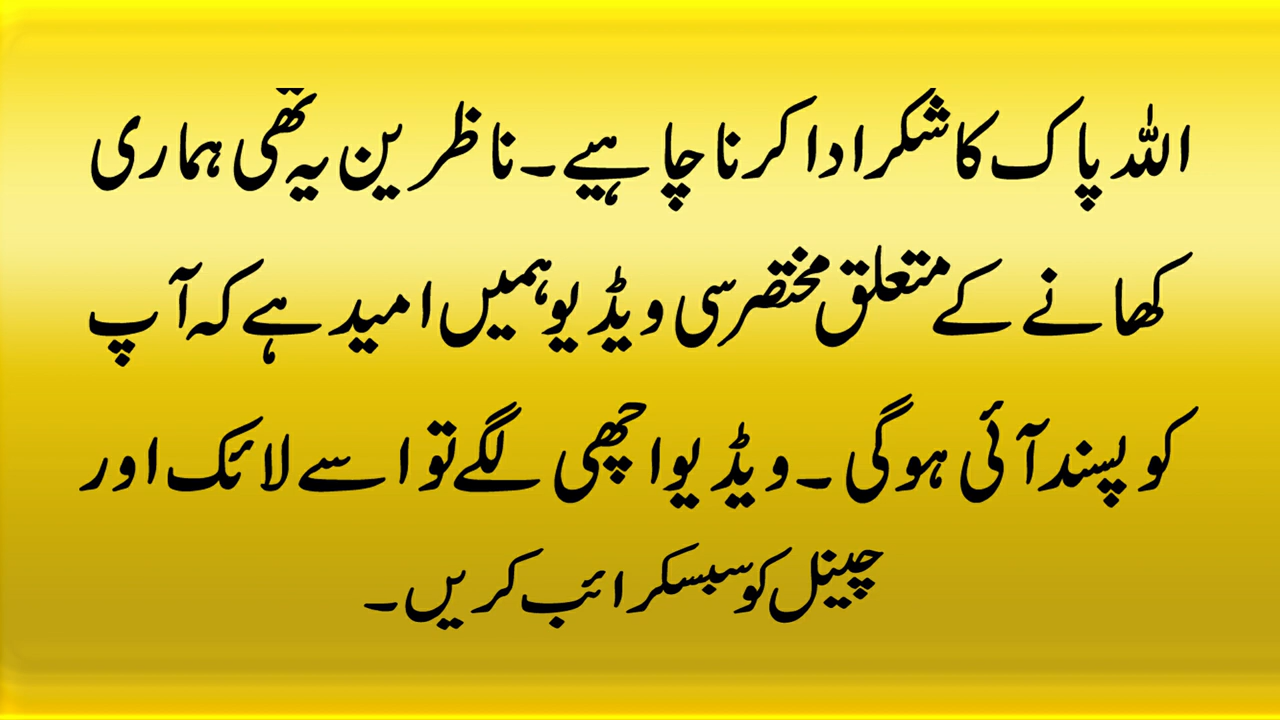 اللہ پاک کا شکر ادا کرنا چاہیے۔ ناظرین یہ تھی ہماری
کھانے کے متعلق مختصر سی ویڈیو ہمیں امید ہے کہ آپ
کو پسند آئی ہوگی ۔ ویڈیو اچھی لگے تو اسے لائک اور
چینل کو سبسکرائب کریں۔